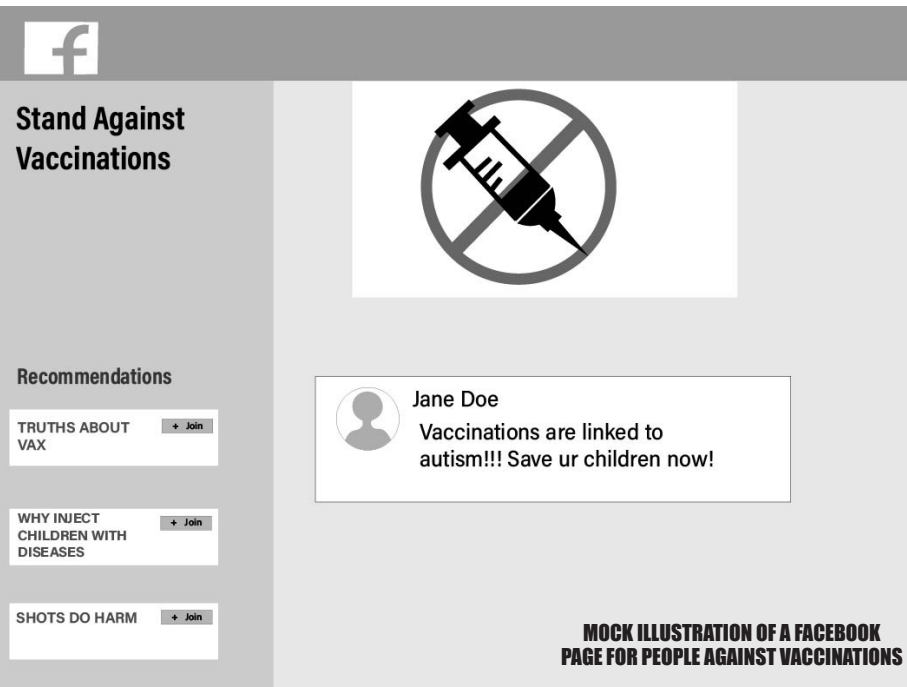 f
Stand Against
Vaccinations
Recommendations
TRUTHS ABOUT
VAX
+ Join
WHY INJECT
CHILDREN WITH
DISEASES
+ Join
SHOTS DO HARM
+ Join
Jane Doe
Vaccinations are linked to
autism!!! Save ur children now!
MOCK ILLUSTRATION OF A FACEBOOK
PAGE FOR PEOPLE AGAINST VACCINATIONS